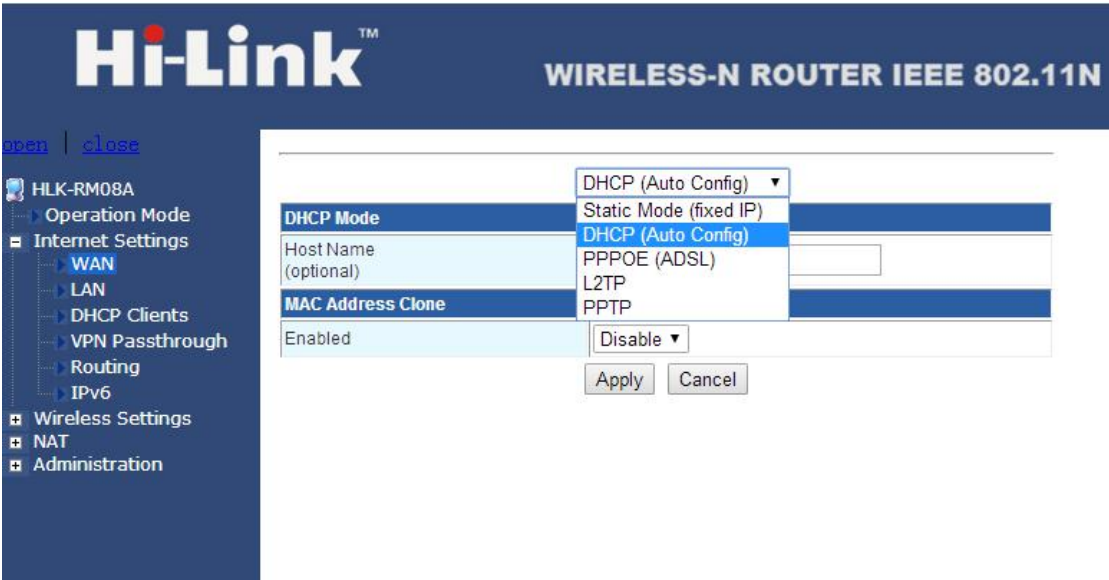 Hi-Link™
WIRELESS-N ROUTER IEEE 802.11N
open | close
HLK-RM08A
Operation Mode
Internet Settings
WAN
LAN
DHCP Clients
VPN Passthrough
Routing
IPv6
Wireless Settings
NAT
Administration
DHCP (Auto Config)
Static Mode (fixed IP)
DHCP (Auto Config)
PPPOE (ADSL)
L2TP
PPTP
DHCP Mode
Host Name
(optional)
MAC Address Clone
Enabled Disable
Apply Cancel